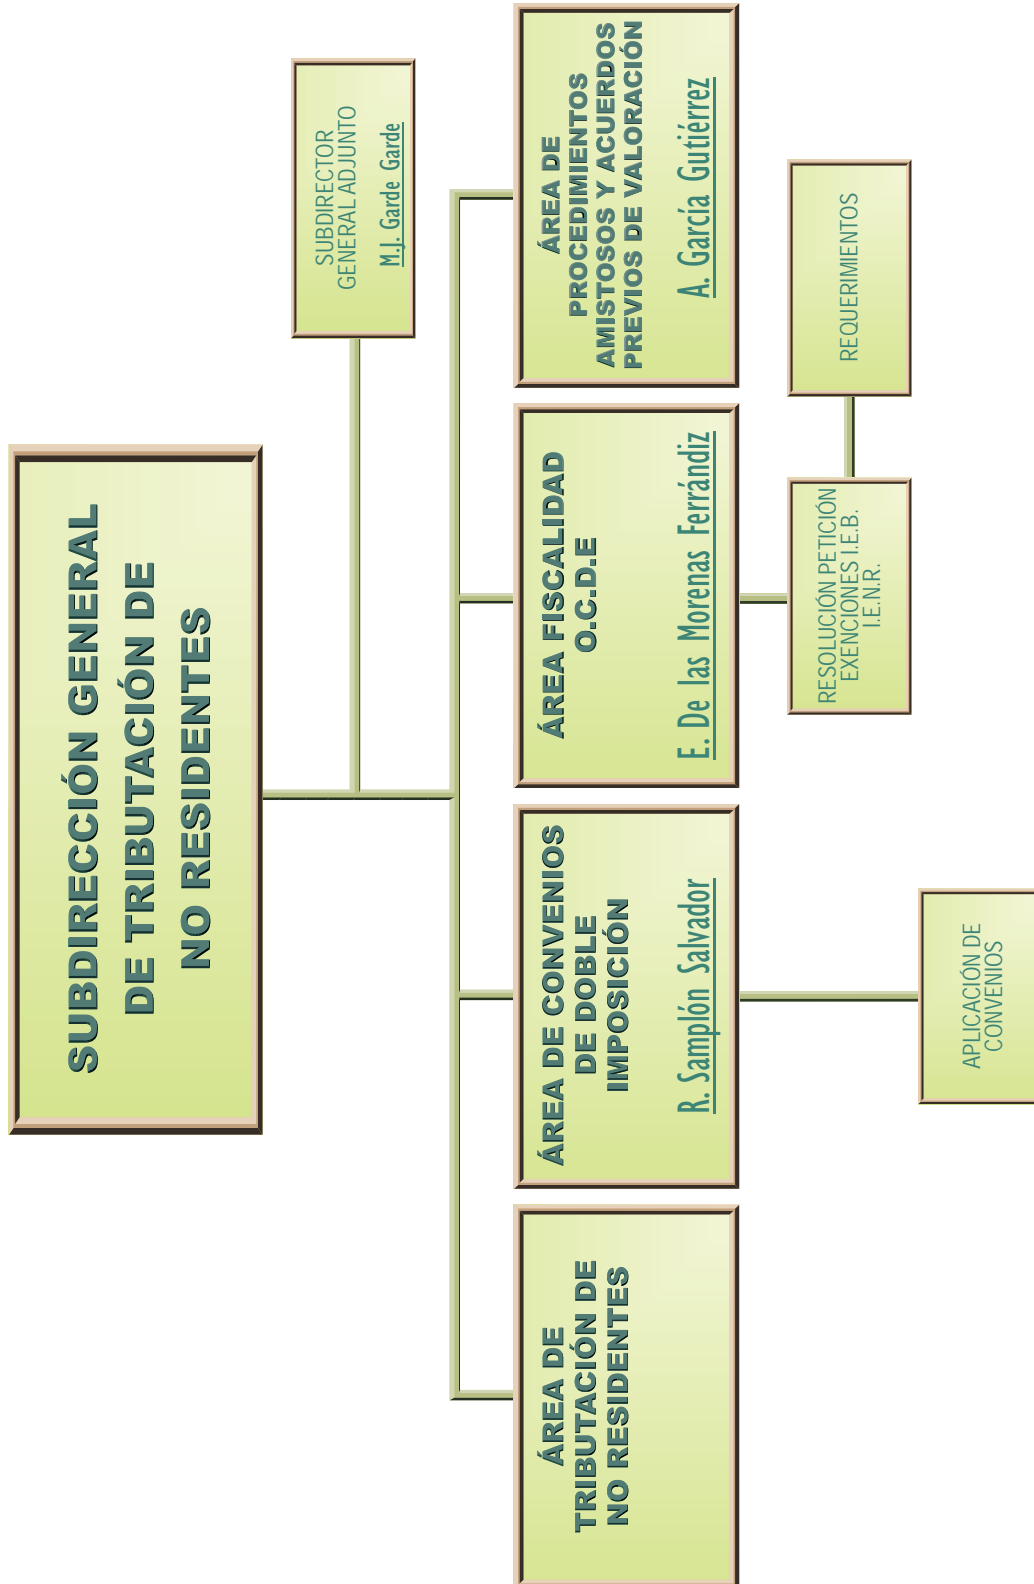 SUBDIRECCIÓN GENERAL
DE TRIBUTACIÓN DE
NO RESIDENTES
SUBDIRECTOR
GENERAL ADJUNTO
M.J. Garde Garde
ÁREA DE
TRIBUTACIÓN DE
NO RESIDENTES
ÁREA DE CONVENIOS
DE DOBLE
IMPOSICIÓN
R. Samplón Salvador
ÁREA FISCALIDAD
O.C.D.E
E. De las Morenas Ferrándiz
ÁREA DE
PROCEDIMIENTOS
AMISTOSOS Y ACUERDOS
PREVIOS DE VALORACIÓN
A. García Gutiérrez
RESOLUCIÓN PETICIÓN
EXENCIONES I.E.B.
I.E.N.R.
REQUERIMIENTOS
APLICACIÓN DE
CONVENIOS